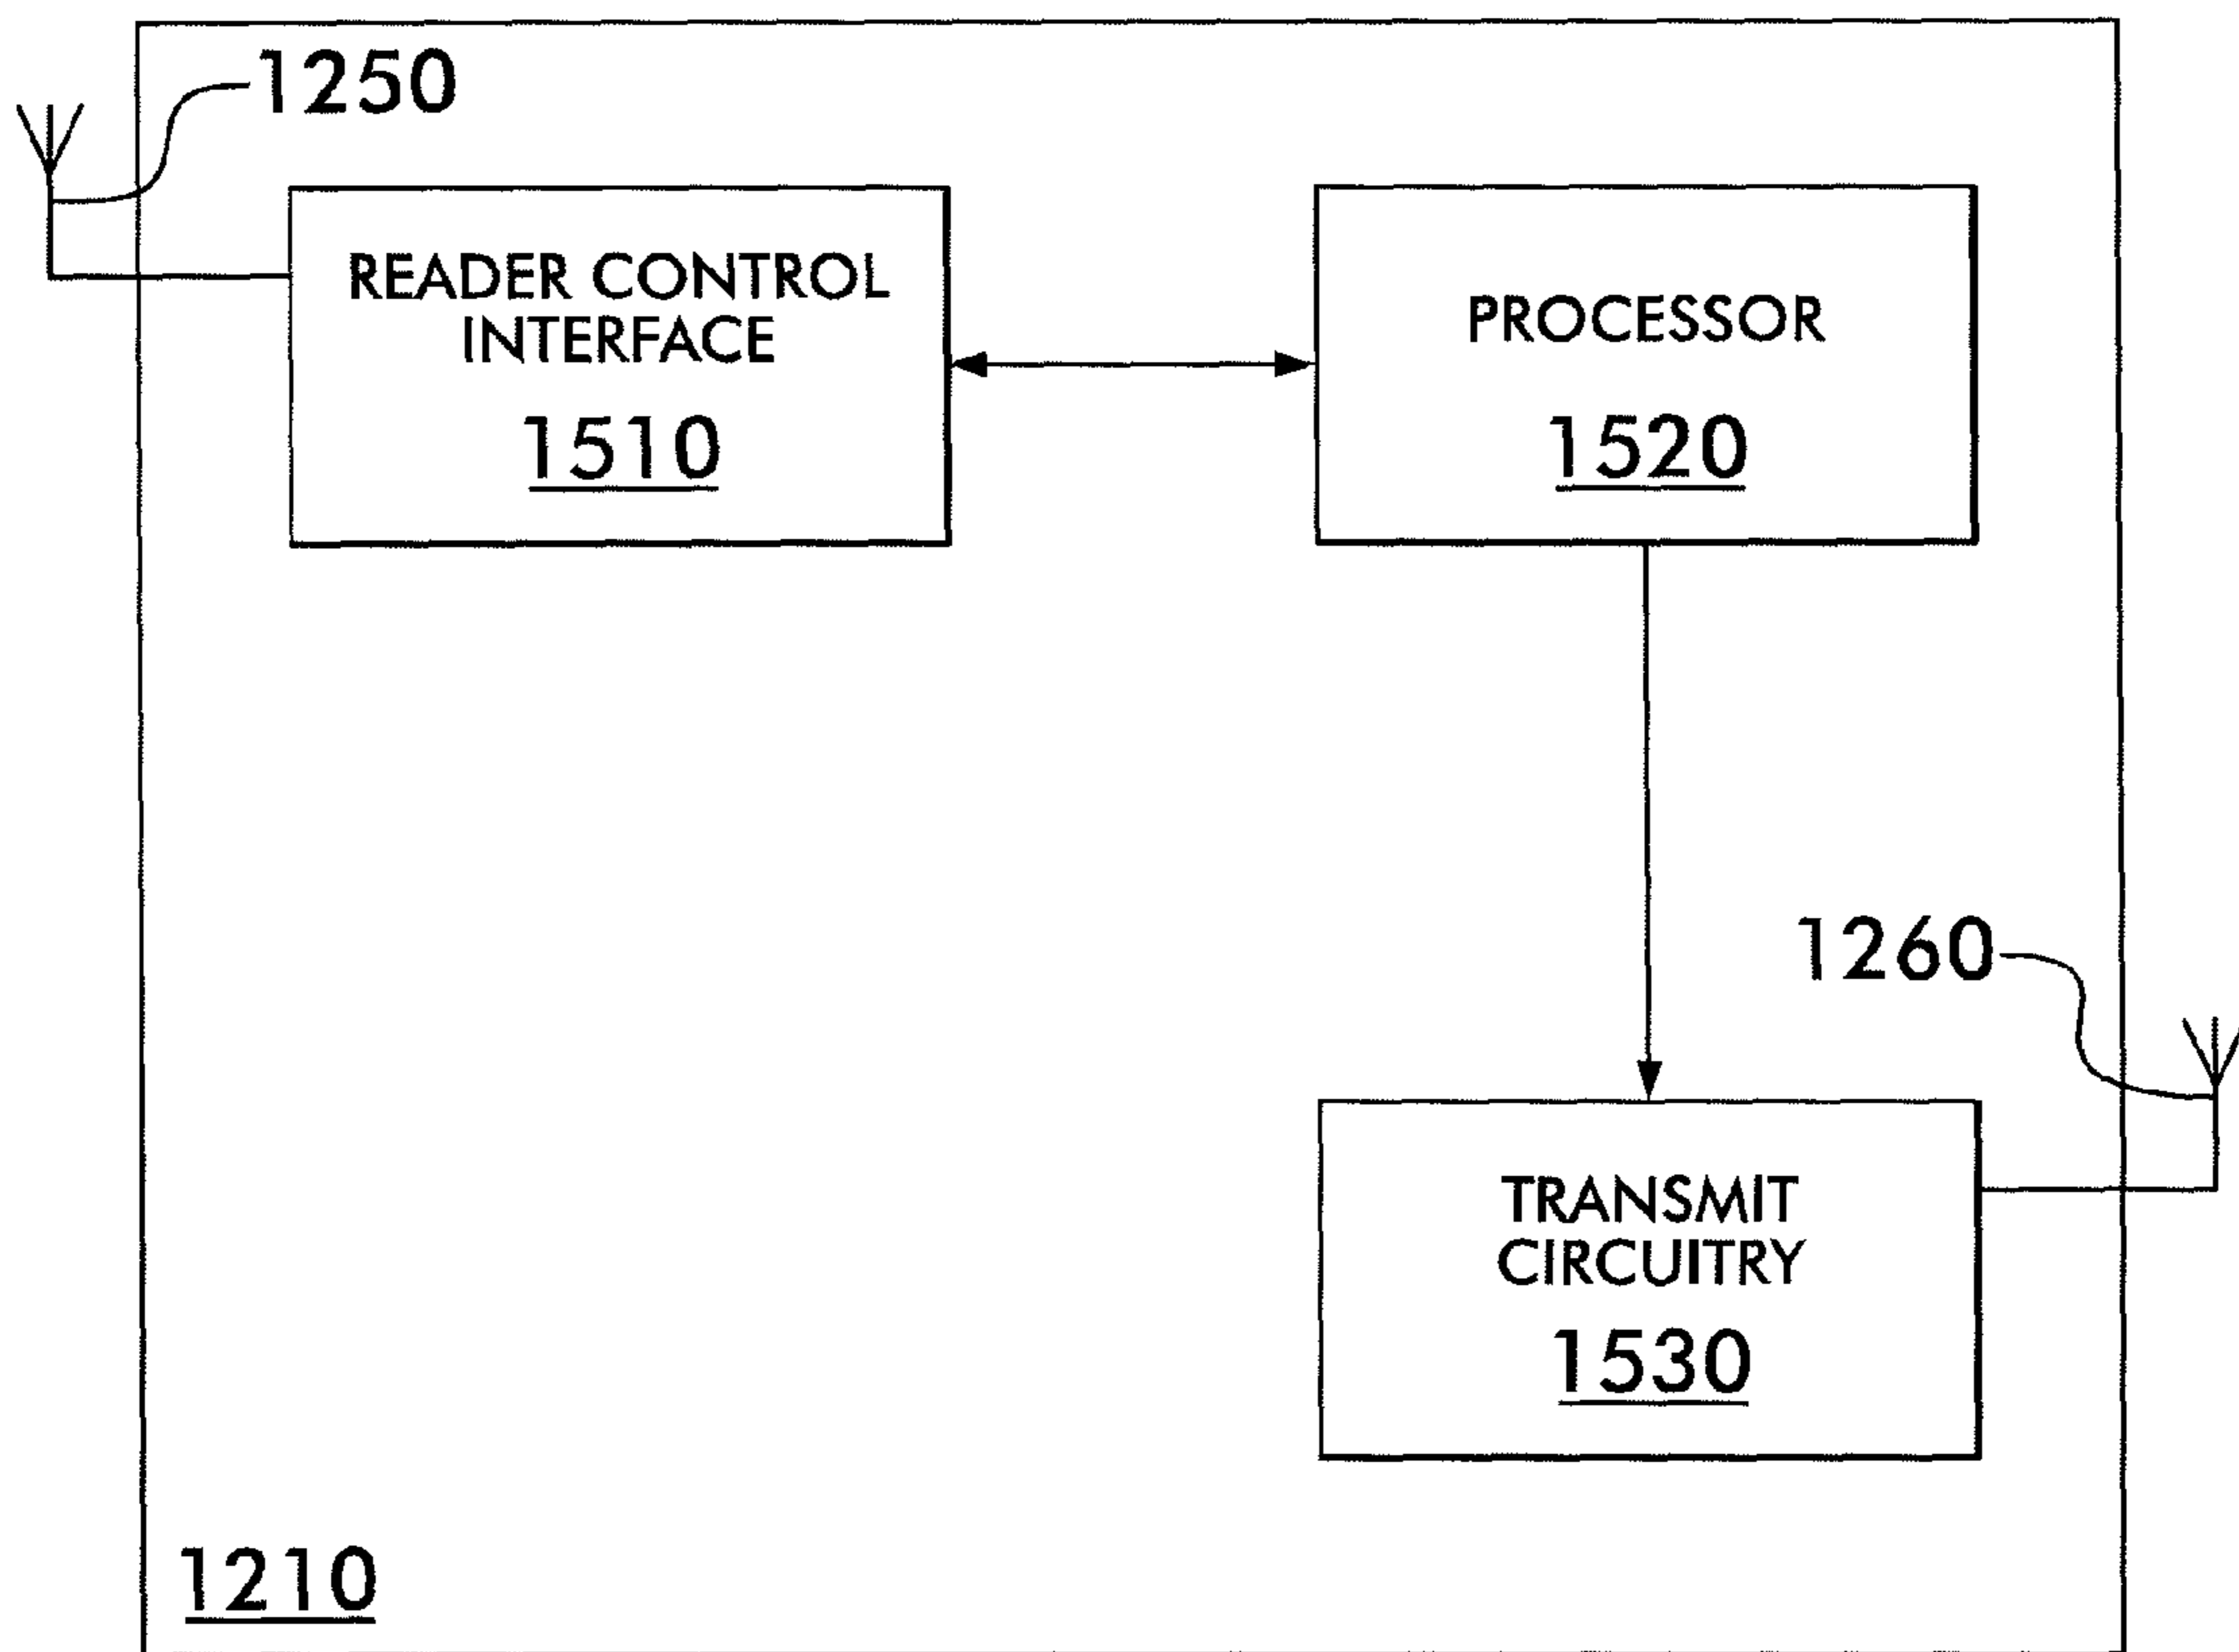 1250
READER CONTROL
INTERFACE
1510
PROCESSOR
1520
1260
TRANSMIT
CIRCUITRY
1530
1210